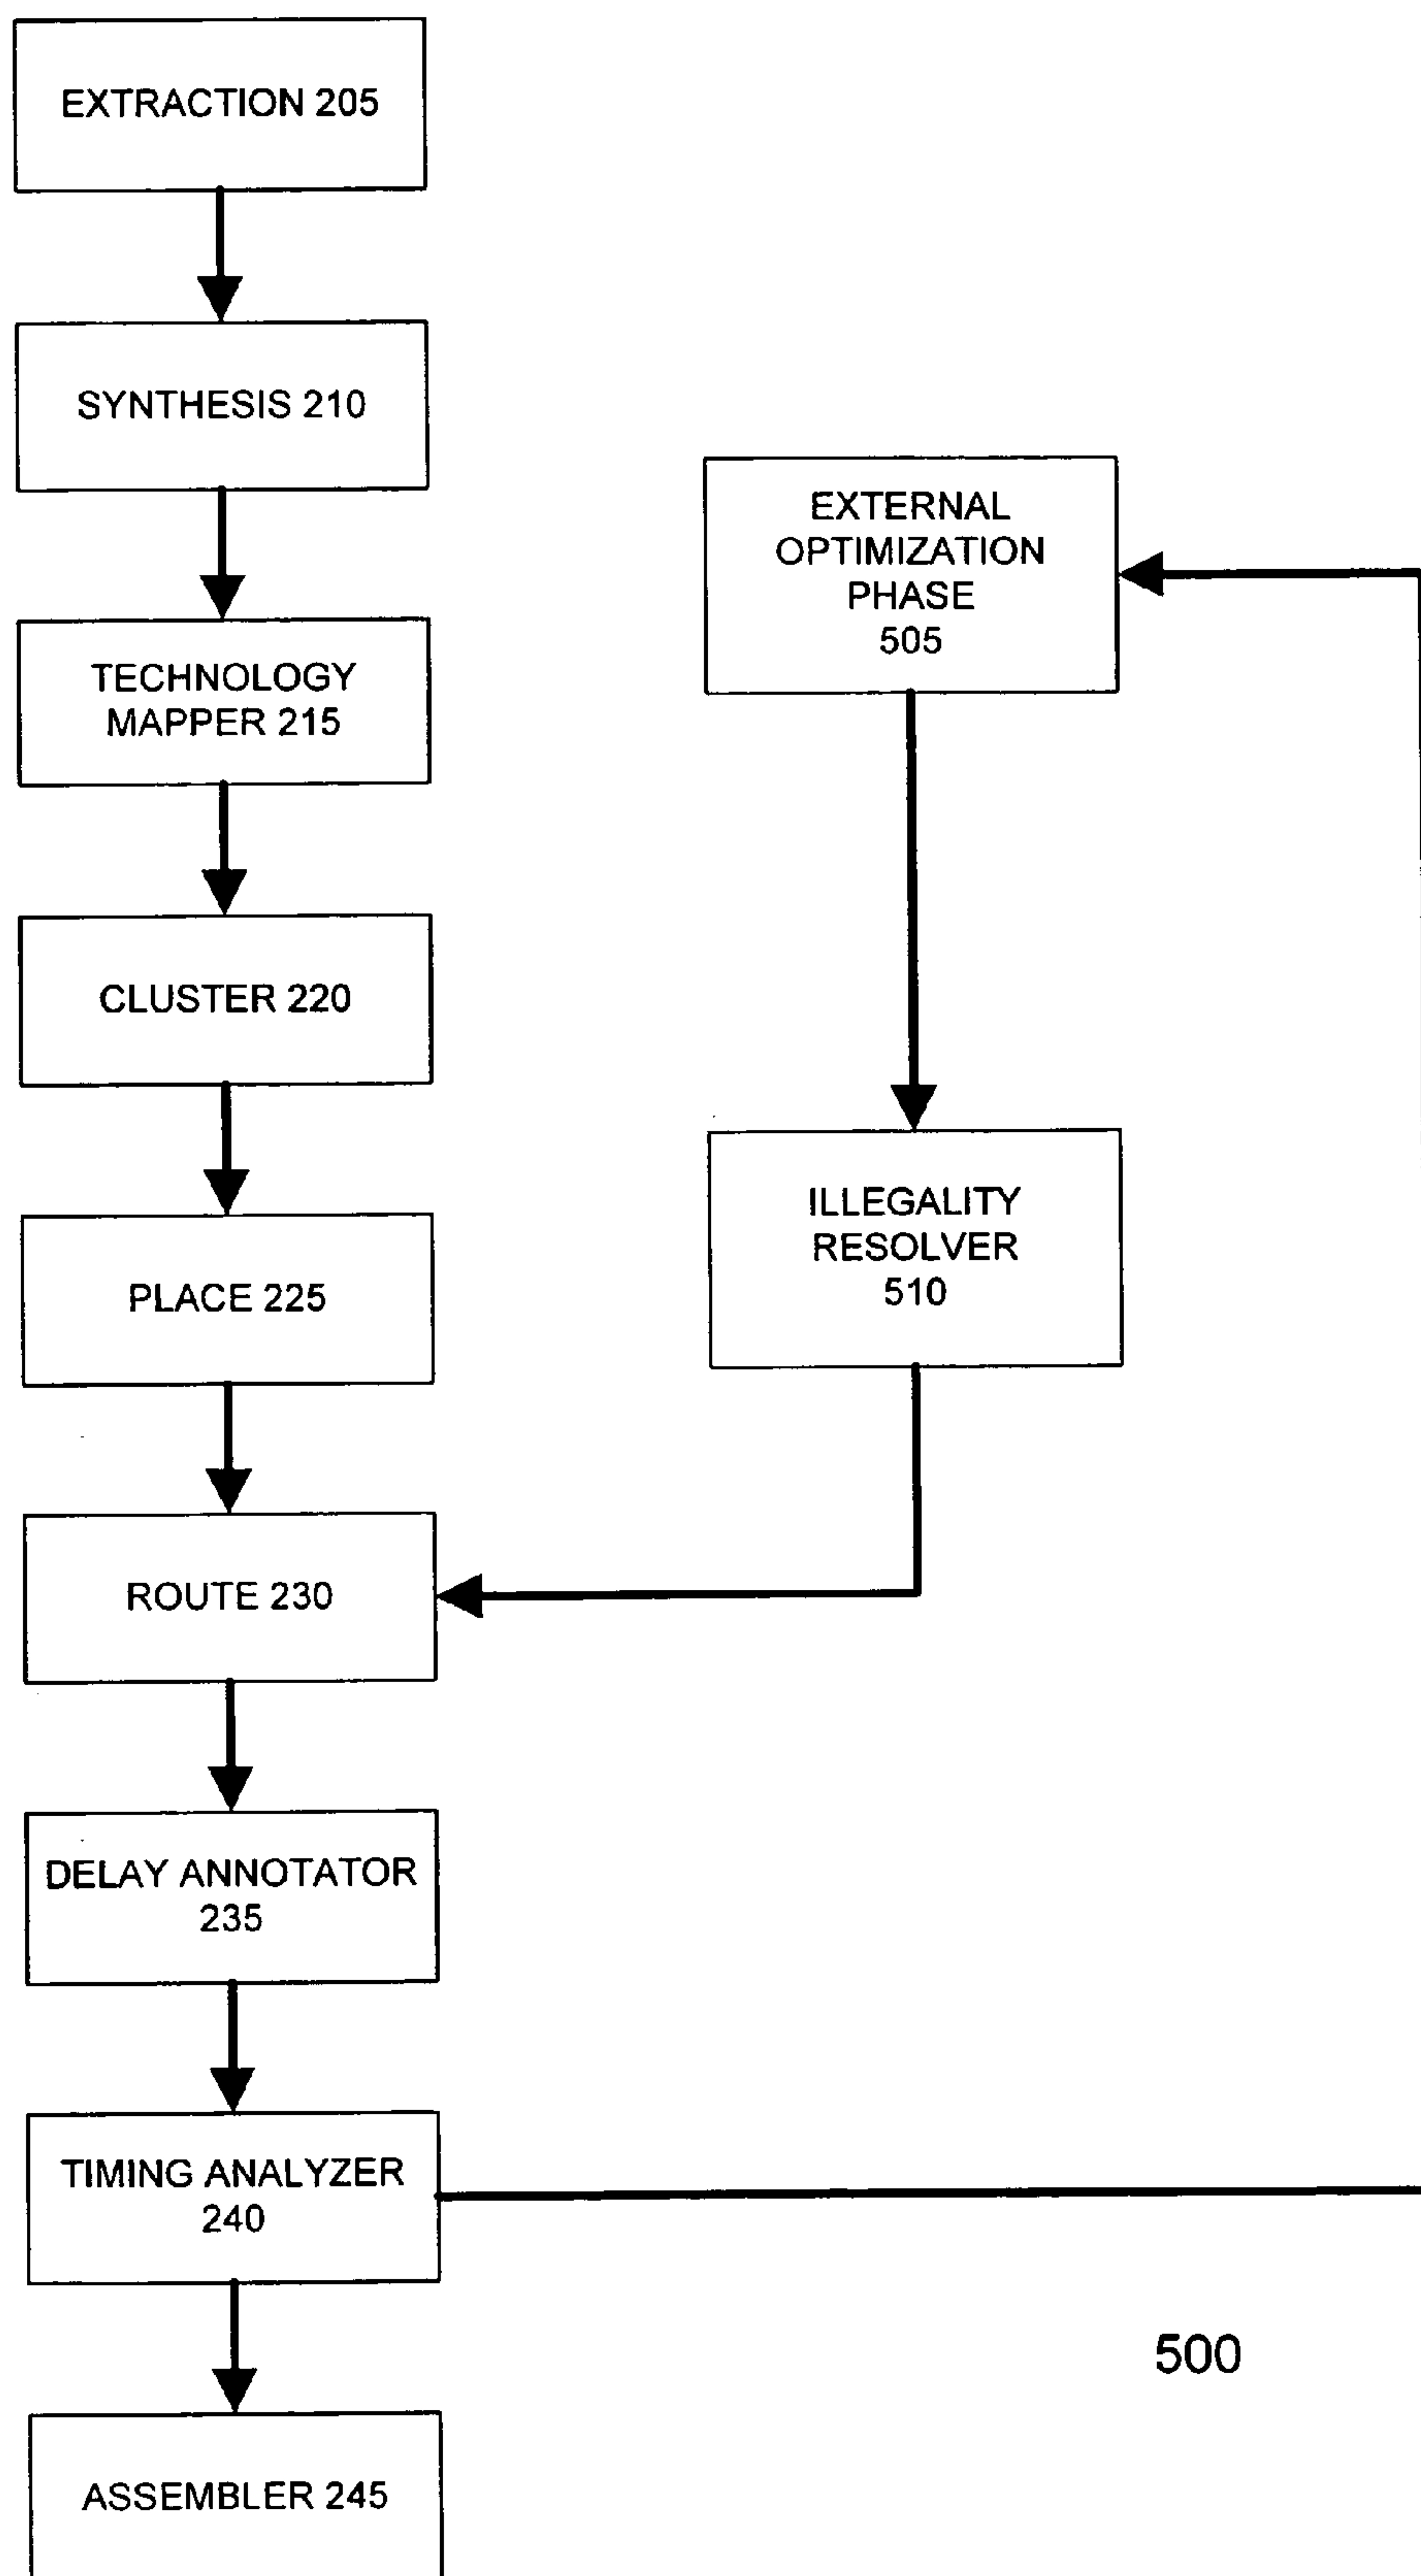 EXTRACTION 205
SYNTHESIS 210
TECHNOLOGY
MAPPER 215
CLUSTER 220
PLACE 225
ROUTE 230
DELAY ANNOTATOR
235
TIMING ANALYZER
240
ASSEMBLER 245
EXTERNAL
OPTIMIZATION
PHASE
505
ILLEGALITY
RESOLVER
510
500